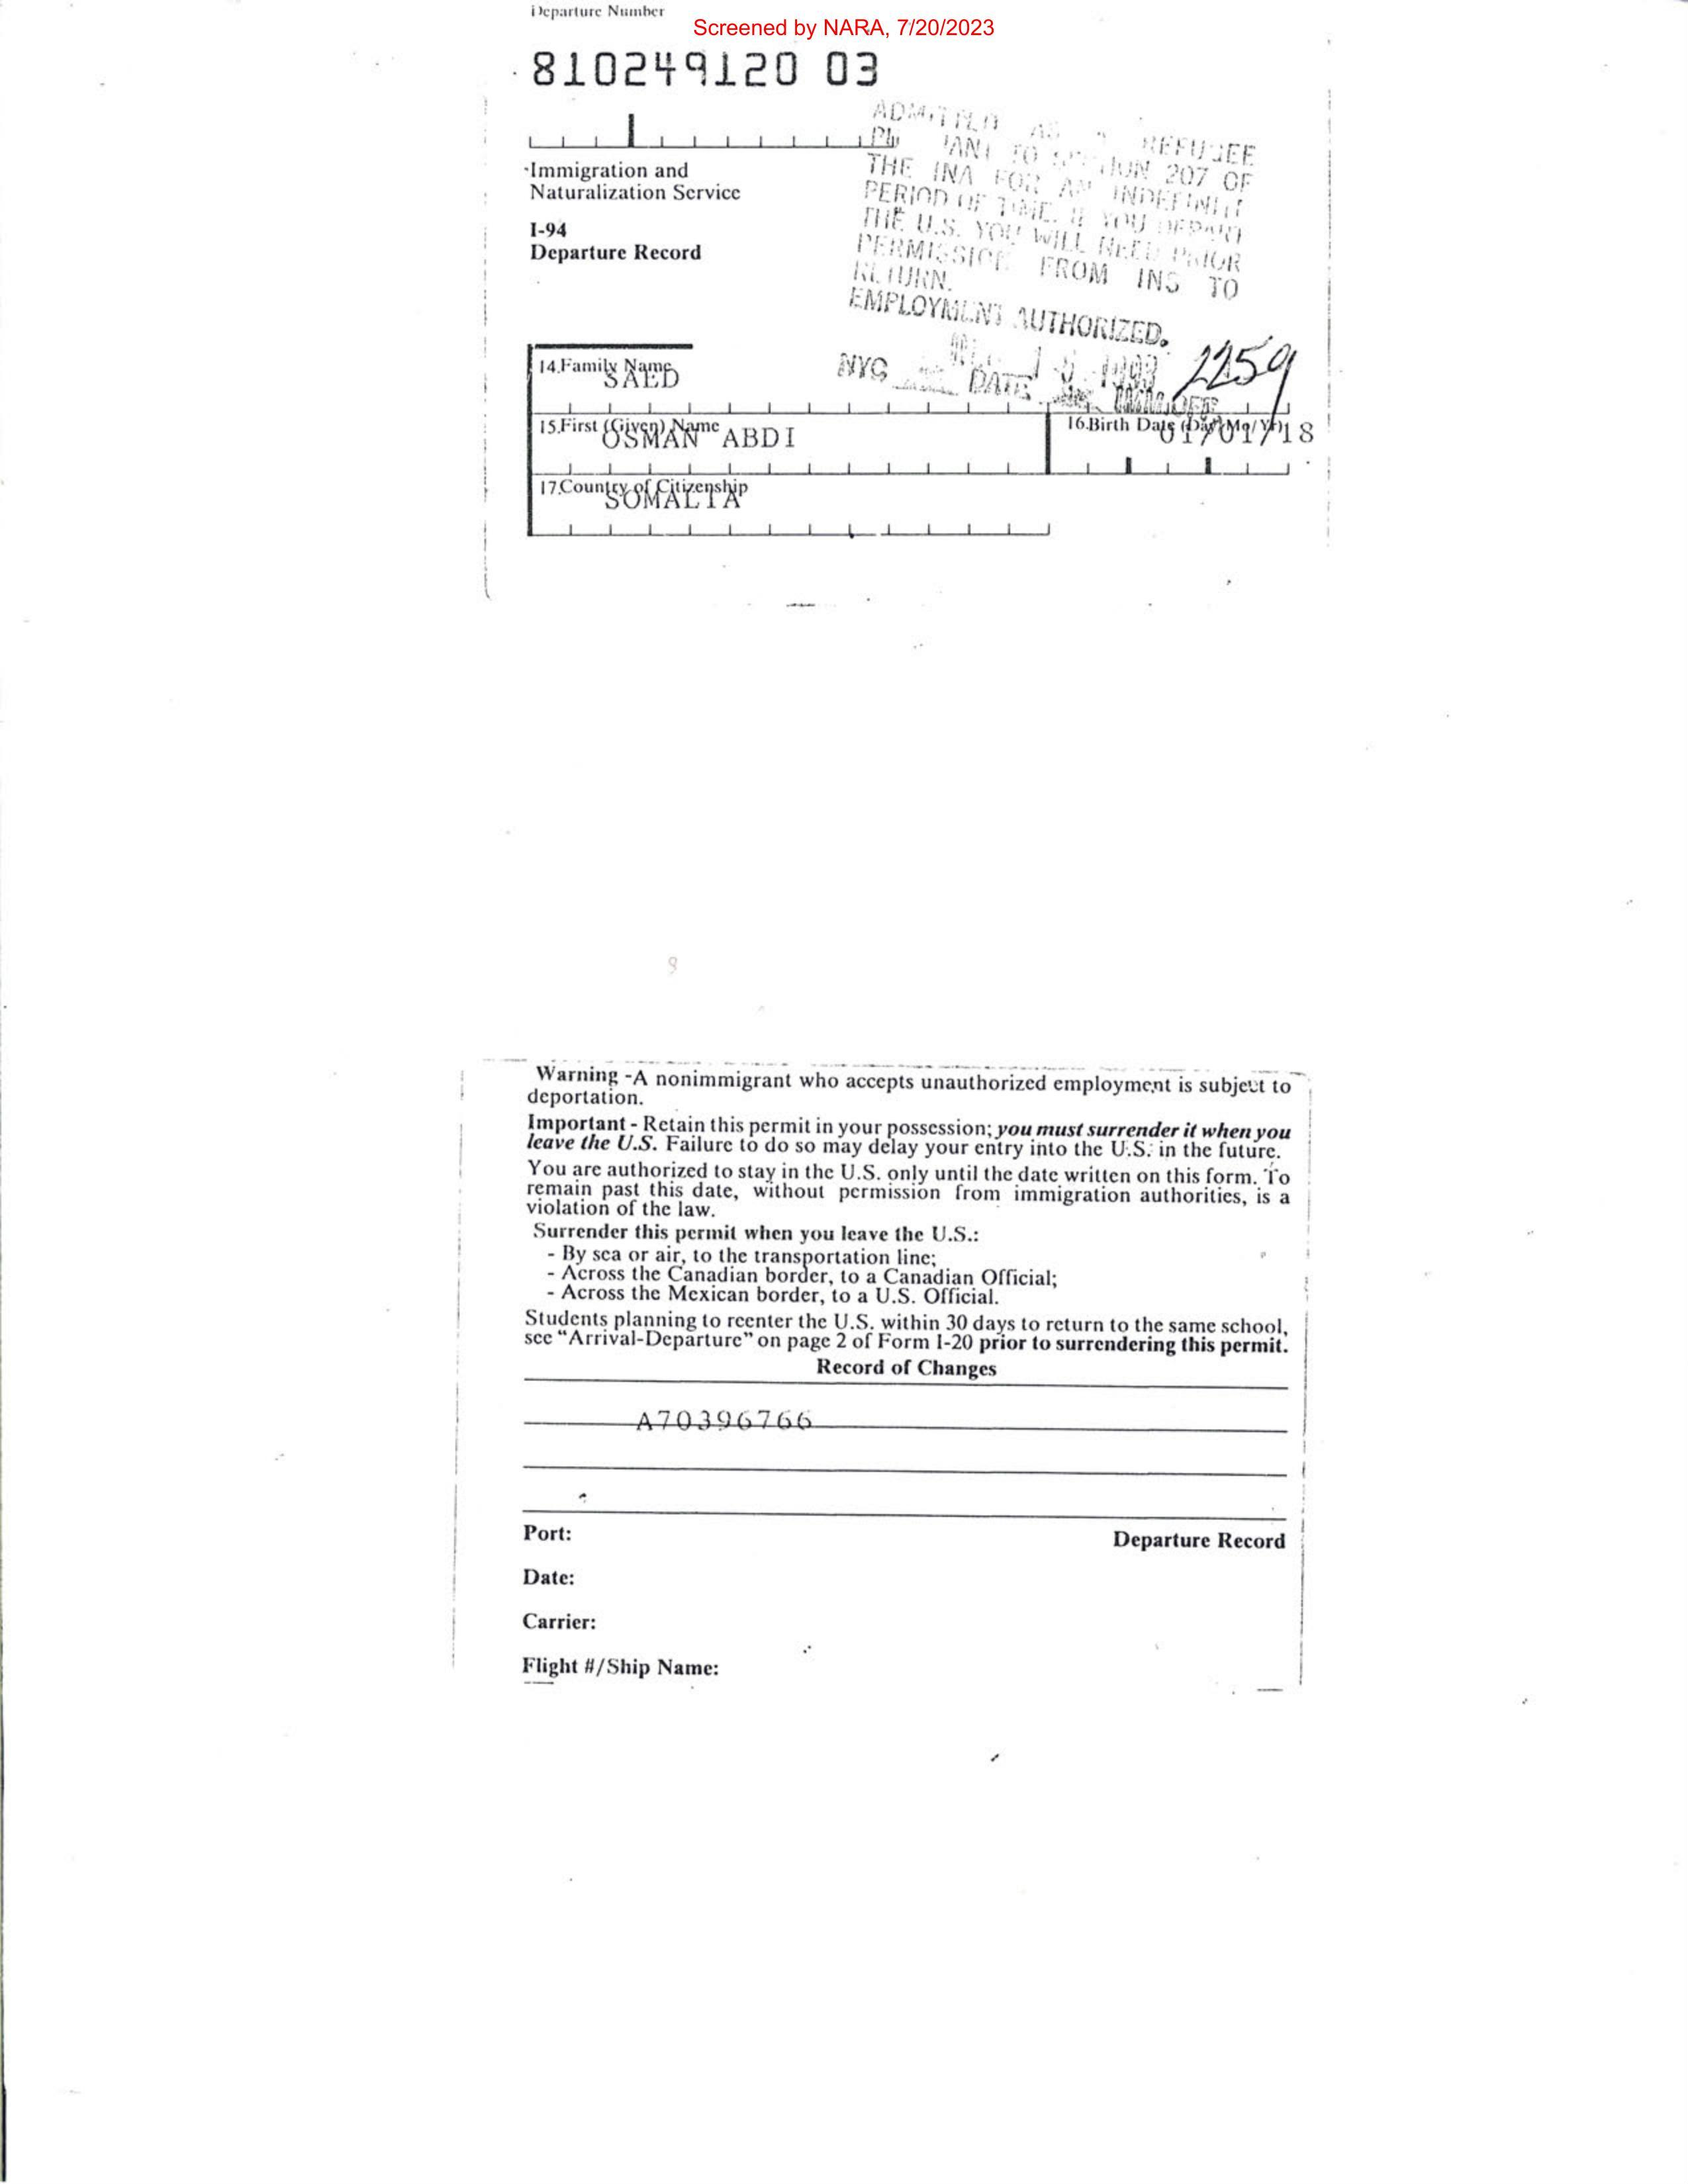 Departure Number
Screened by NARA, 7/20/2023
810249120 03
Immigration and
Naturalization Service
I-94
Departure Record
ADMITTED AS A REFUGEE
TO SECTION 207 OF
THE INA FOR AN INDEFINIT
PERIOD OF TIME. IF YOU DEPART
THE U.S. YOU WILL NEED PRIOR
PERMISSION FROM INS TO
RETURN.
EMPLOYMENT AUTHORIZED.
NYC DATE 2259
14.Family Name
SAED
15.First (Given) Name
OSMAN ABDI
16.Birth Date (Day/Mo/Yr)
01/01/18
17.Country of Citizenship
SOMALIA
Warning -A nonimmigrant who accepts unauthorized employment is subject to
deportation.
Important - Retain this permit in your possession; you must surrender it when you
leave the U.S. Failure to do so may delay your entry into the U.S. in the future.
You are authorized to stay in the U.S. only until the date written on this form. To
remain past this date, without permission from immigration authorities, is a
violation of the law.
Surrender this permit when you leave the U.S.:
- By sea or air, to the transportation line;
- Across the Canadian border, to a Canadian Official;
- Across the Mexican border, to a U.S. Official.
Students planning to reenter the U.S. within 30 days to return to the same school,
see “Arrival-Departure” on page 2 of Form I-20 prior to surrendering this permit.
Record of Changes
A70396766
Port:
Departure Record
Date:
Carrier:
Flight #/Ship Name: